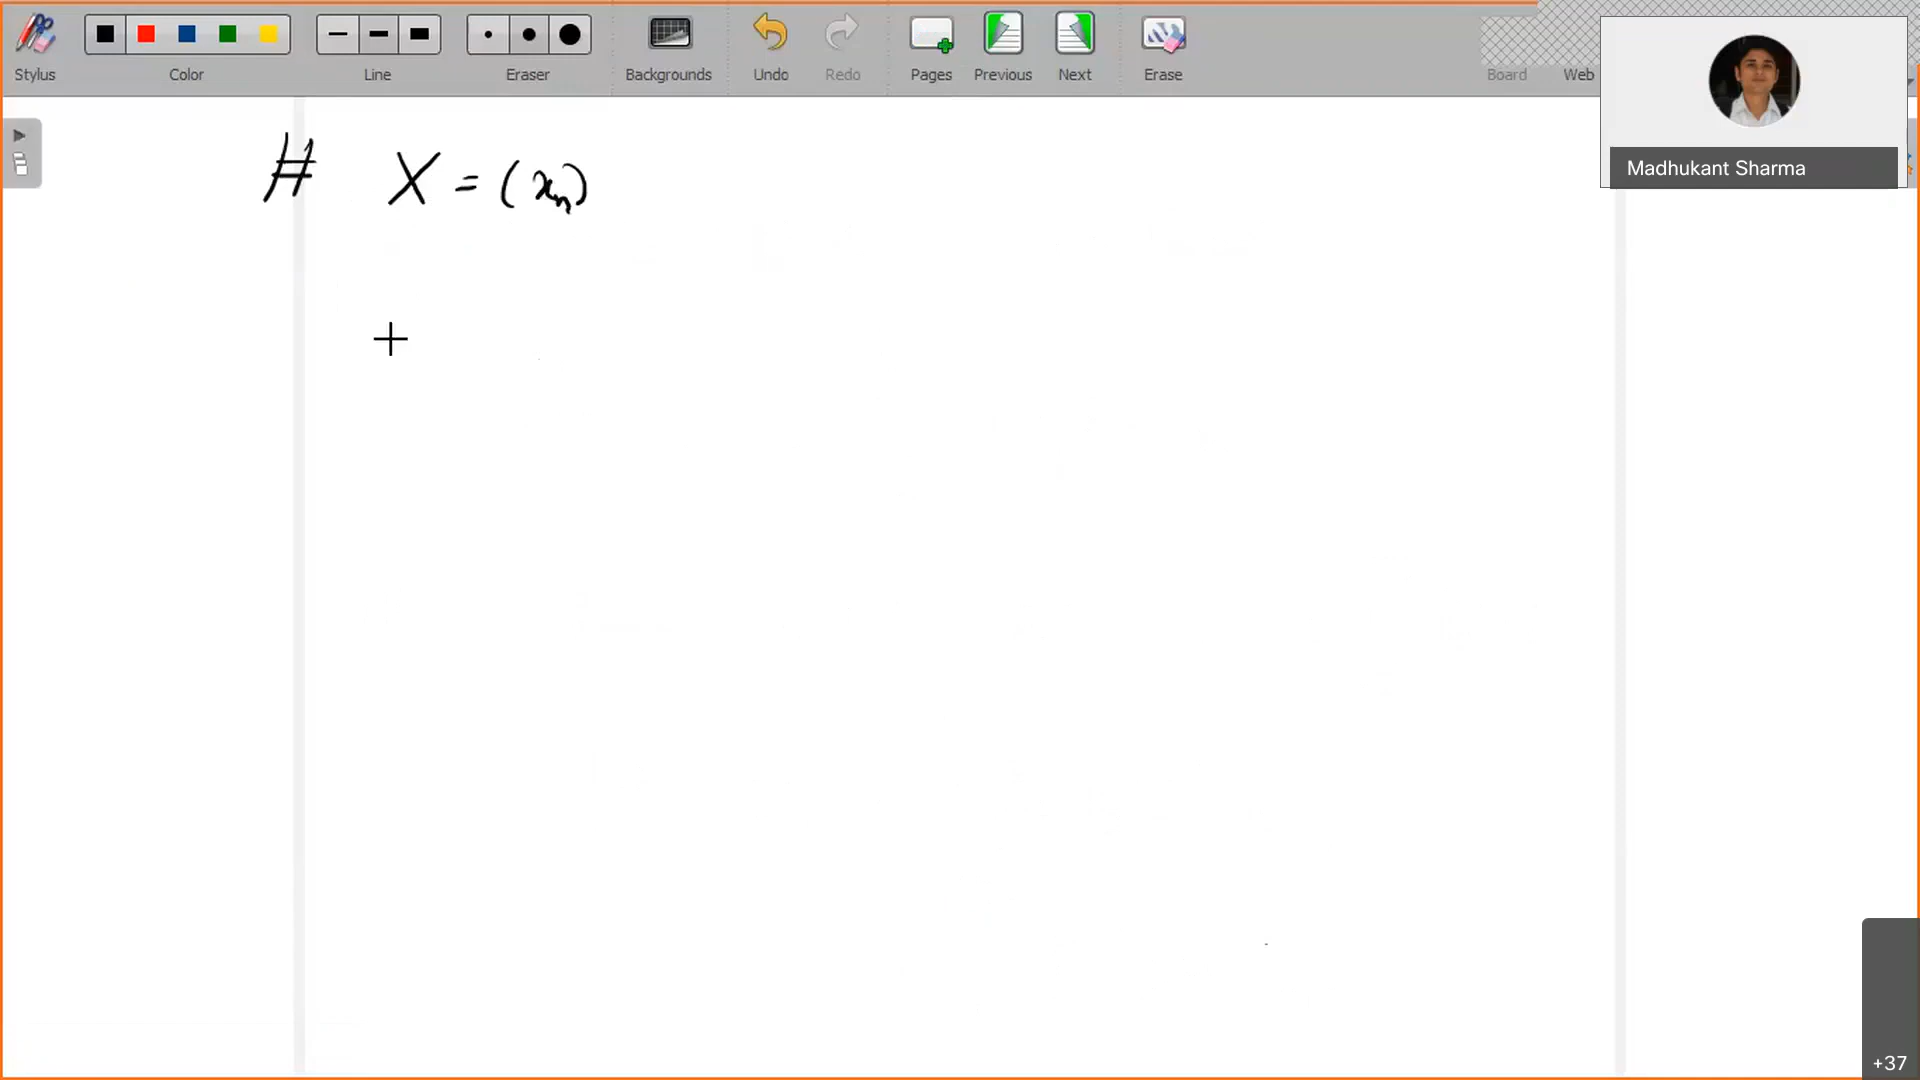 Stylus Color Line Eraser Backgrounds Undo Redo Pages Previous Next Erase Board Web
Madhukant Sharma
# X = (xₙ)
+37